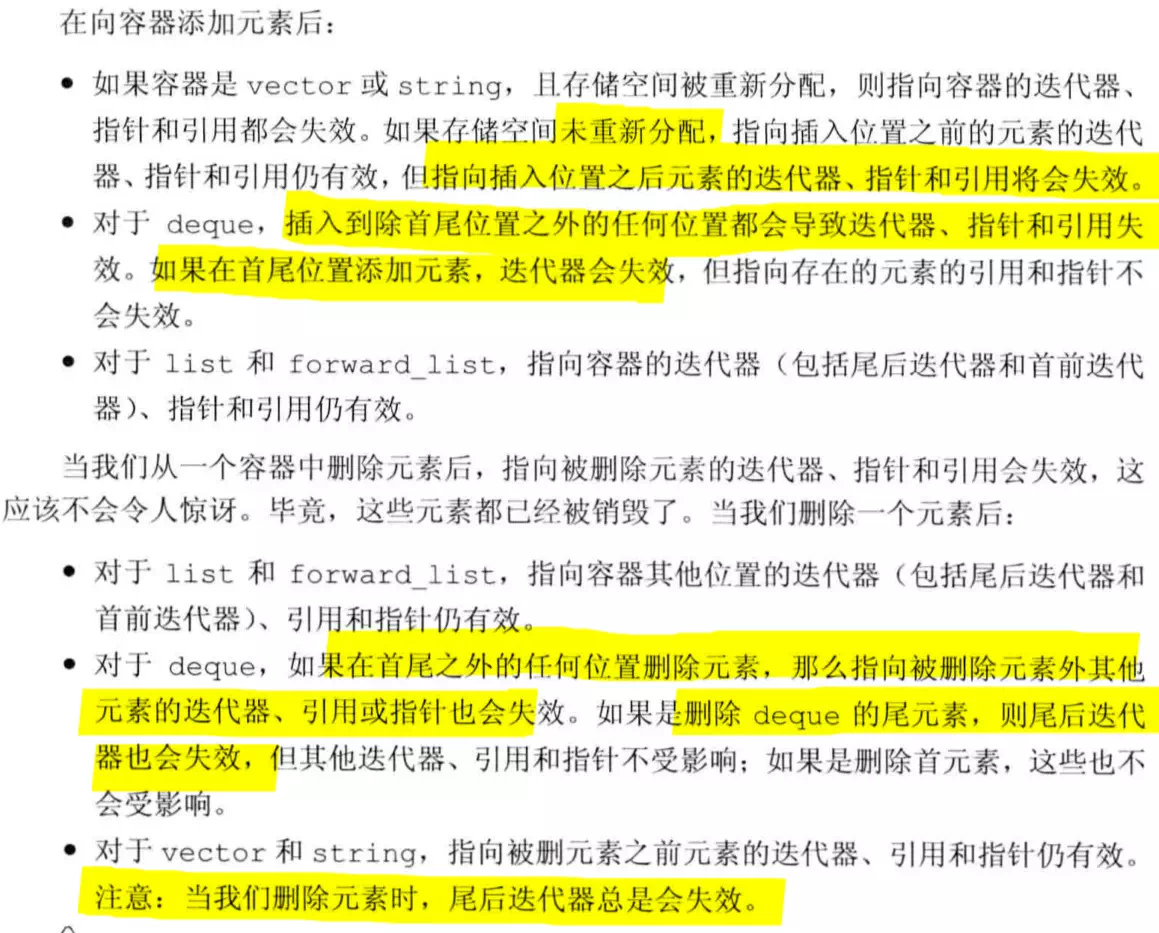 在向容器添加元素后：
● 如果容器是 vector 或 string，且存储空间被重新分配，则指向容器的迭代器、
指针和引用都会失效。如果存储空间未重新分配，指向插入位置之前的元素的迭代
器、指针和引用仍有效，但指向插入位置之后元素的迭代器、指针和引用将会失效。
● 对于 deque，插入到除首尾位置之外的任何位置都会导致迭代器、指针和引用失
效。如果在首尾位置添加元素，迭代器会失效，但指向存在的元素的引用和指针不
会失效。
● 对于 list 和 forward_list，指向容器的迭代器（包括尾后迭代器和首前迭代
器）、指针和引用仍有效。
当我们从一个容器中删除元素后，指向被删除元素的迭代器、指针和引用会失效，这
应该不会令人惊讶。毕竟，这些元素都已经被销毁了。当我们删除一个元素后：
● 对于 list 和 forward_list，指向容器其他位置的迭代器（包括尾后迭代器和
首前迭代器）、引用和指针仍有效。
● 对于 deque，如果在首尾之外的任何位置删除元素，那么指向被删除元素外其他
元素的迭代器、引用或指针也会失效。如果是删除 deque 的尾元素，则尾后迭代
器也会失效，但其他迭代器、引用和指针不受影响；如果是删除首元素，这些也不
会受影响。
● 对于 vector 和 string，指向被删元素之前元素的迭代器、引用和指针仍有效。
注意：当我们删除元素时，尾后迭代器总是会失效。